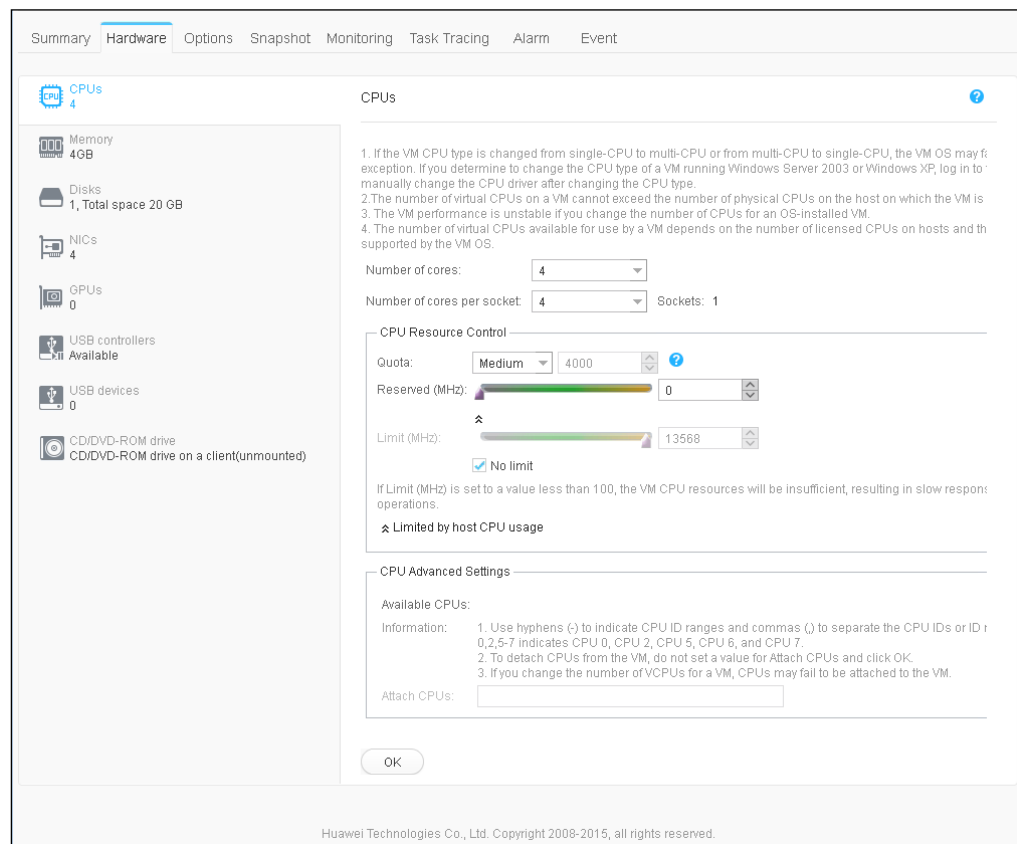 Summary Hardware Options Snapshot Monitoring Task Tracing Alarm Event
CPUs
4
Memory
4GB
Disks
1, Total space 20 GB
NICs
4
GPUs
0
USB controllers
Available
USB devices
0
CD/DVD-ROM drive
CD/DVD-ROM drive on a client(unmounted)
CPUs
1. If the VM CPU type is changed from single-CPU to multi-CPU or from multi-CPU to single-CPU, the VM OS may
exception. If you determine to change the CPU type of a VM running Windows Server 2003 or Windows XP, log in to
manually change the CPU driver after changing the CPU type.
2.The number of virtual CPUs on a VM cannot exceed the number of physical CPUs on the host on which the VM is
3. The VM performance is unstable if you change the number of CPUs for an OS-installed VM.
4. The number of virtual CPUs available for use by a VM depends on the number of licensed CPUs on hosts and th
supported by the VM OS.
Number of cores: 4
Number of cores per socket: 4 Sockets: 1
CPU Resource Control
Quota: Medium 4000
Reserved (MHz): 0
Limit (MHz): 13568
No limit
If Limit (MHz) is set to a value less than 100, the VM CPU resources will be insufficient, resulting in slow respons
operations.
Limited by host CPU usage
CPU Advanced Settings
Available CPUs:
Information: 1. Use hyphens (-) to indicate CPU ID ranges and commas (,) to separate the CPU IDs or ID
0,2,5-7 indicates CPU 0, CPU 2, CPU 5, CPU 6, and CPU 7.
2. To detach CPUs from the VM, do not set a value for Attach CPUs and click OK.
3. If you change the number of VCPUs for a VM, CPUs may fail to be attached to the VM.
Attach CPUs:
OK
Huawei Technologies Co., Ltd. Copyright 2008-2015, all rights reserved.